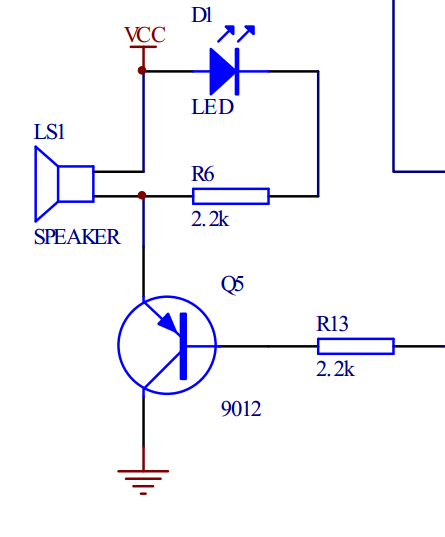 D1
VCC
LED
LS1
R6
2.2k
SPEAKER
Q5
R13
2.2k
9012